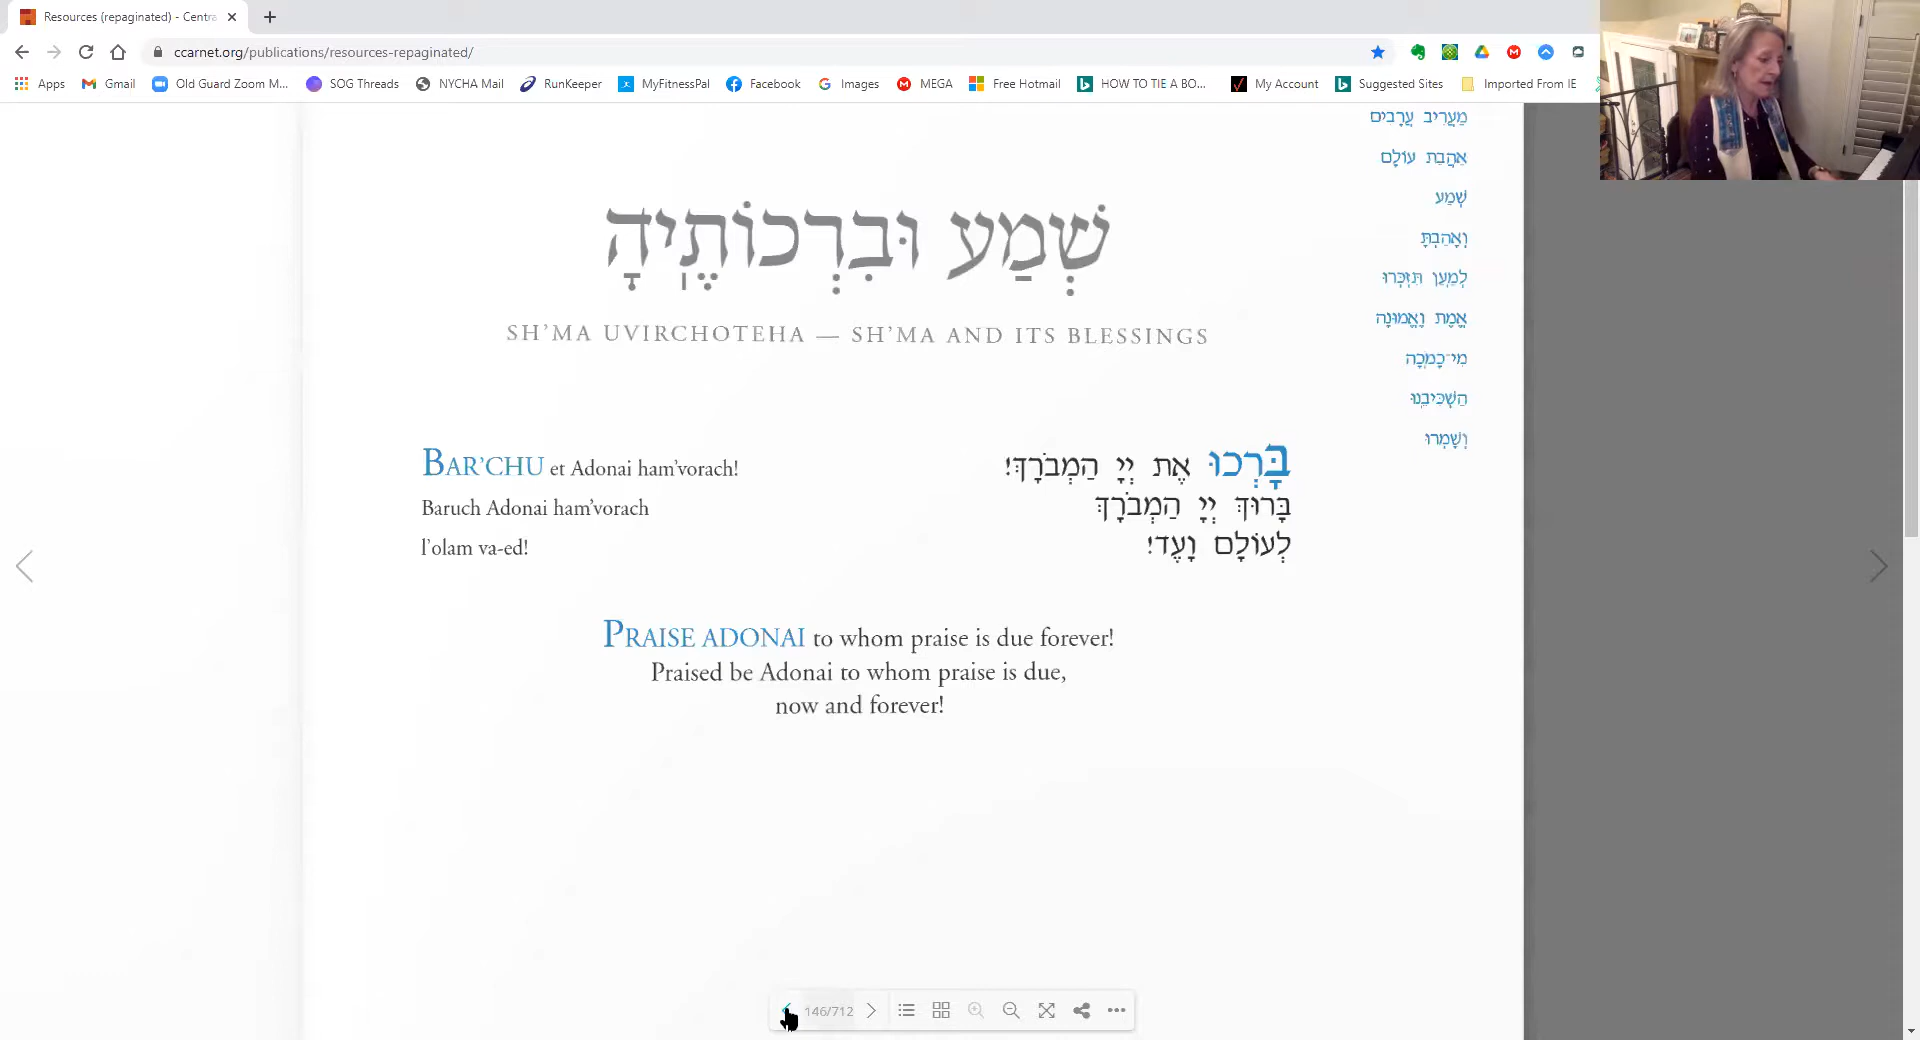 Resources (repaginated) - Centra
ccarnet.org/publications/resources-repaginated/
Apps Gmail Old Guard Zoom M... SOG Threads NYCHA Mail RunKeeper MyFitnessPal Facebook Images MEGA Free Hotmail HOW TO TIE A BO... My Account Suggested Sites Imported From IE
מַעֲרִיב עֲרָבִים
אַהֲבַת עוֹלָם
שְׁמַע
וְאָהַבְתָּ
לְמַֽעַן תִּזְכְּרוּ
אֱמֶת וֶאֱמוּנָה
מִי־כָמֹֽכָה
הַשְׁכִּיבֵֽנוּ
וְשָׁמְרוּ
שְׁמַע וּבִרְכוֹתֶֽיהָ
SH'MA UVIRCHOTEHA — SH'MA AND ITS BLESSINGS
BAR'CHU et Adonai ham'vorach!
Baruch Adonai ham'vorach
l'olam va-ed!
בָּרְכוּ אֶת יְיָ הַמְבֹרָךְ!
בָּרוּךְ יְיָ הַמְבֹרָךְ
לְעוֹלָם וָעֶד!
PRAISE ADONAI to whom praise is due forever!
Praised be Adonai to whom praise is due,
now and forever!
146/712